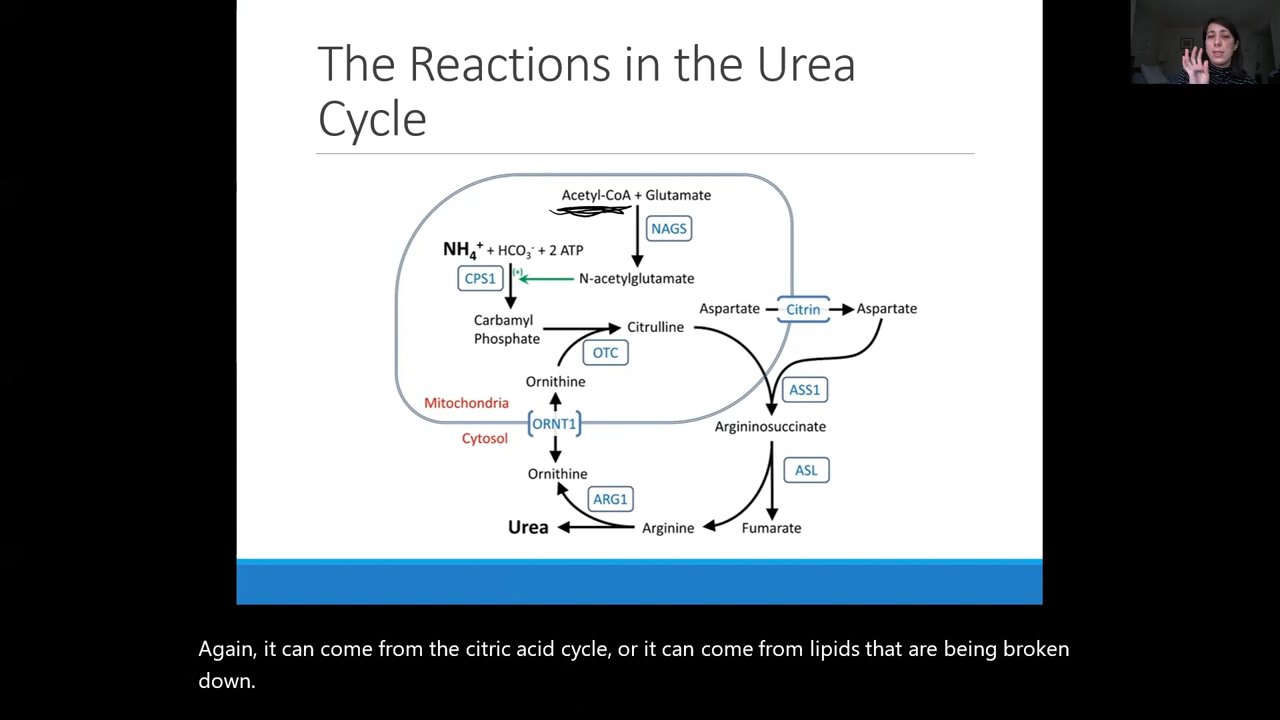 The Reactions in the Urea
Cycle
Acetyl-CoA + Glutamate
NAGS
NH₄⁺ + HCO₃⁻ + 2 ATP
CPS1
(+)
N-acetylglutamate
Aspartate
Citrin
Aspartate
Carbamyl
Phosphate
Citrulline
OTC
Ornithine
ASS1
Mitochondria
ORNT1
Argininosuccinate
Cytosol
Ornithine
ASL
ARG1
Urea
Arginine
Fumarate
Again, it can come from the citric acid cycle, or it can come from lipids that are being broken
down.